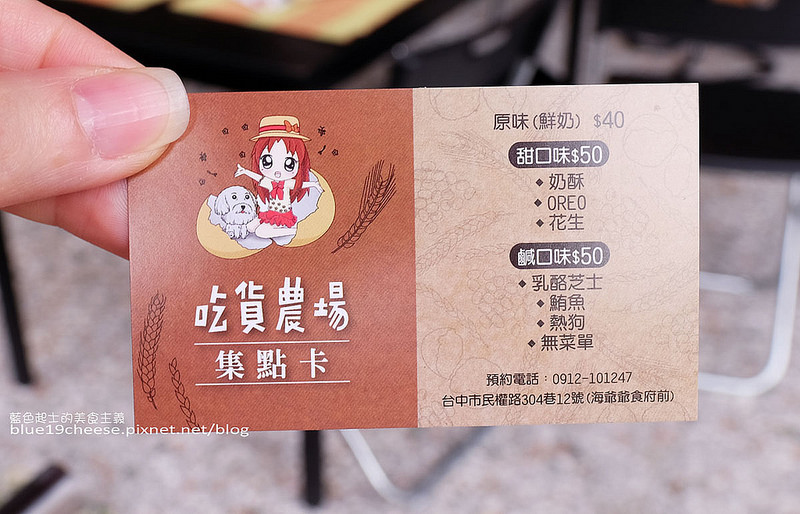 吃貨農場
集點卡
原味(鮮奶) $40
甜口味$50
◆奶酥
◆OREO
◆花生
鹹口味$50
◆乳酪芝士
◆鮪魚
◆熱狗
◆無菜單
預約電話：0912-101247
台中市民權路304巷12號(海爺爺食府前)
藍色起士的美食主義
blue19cheese.pixnet.net/blog